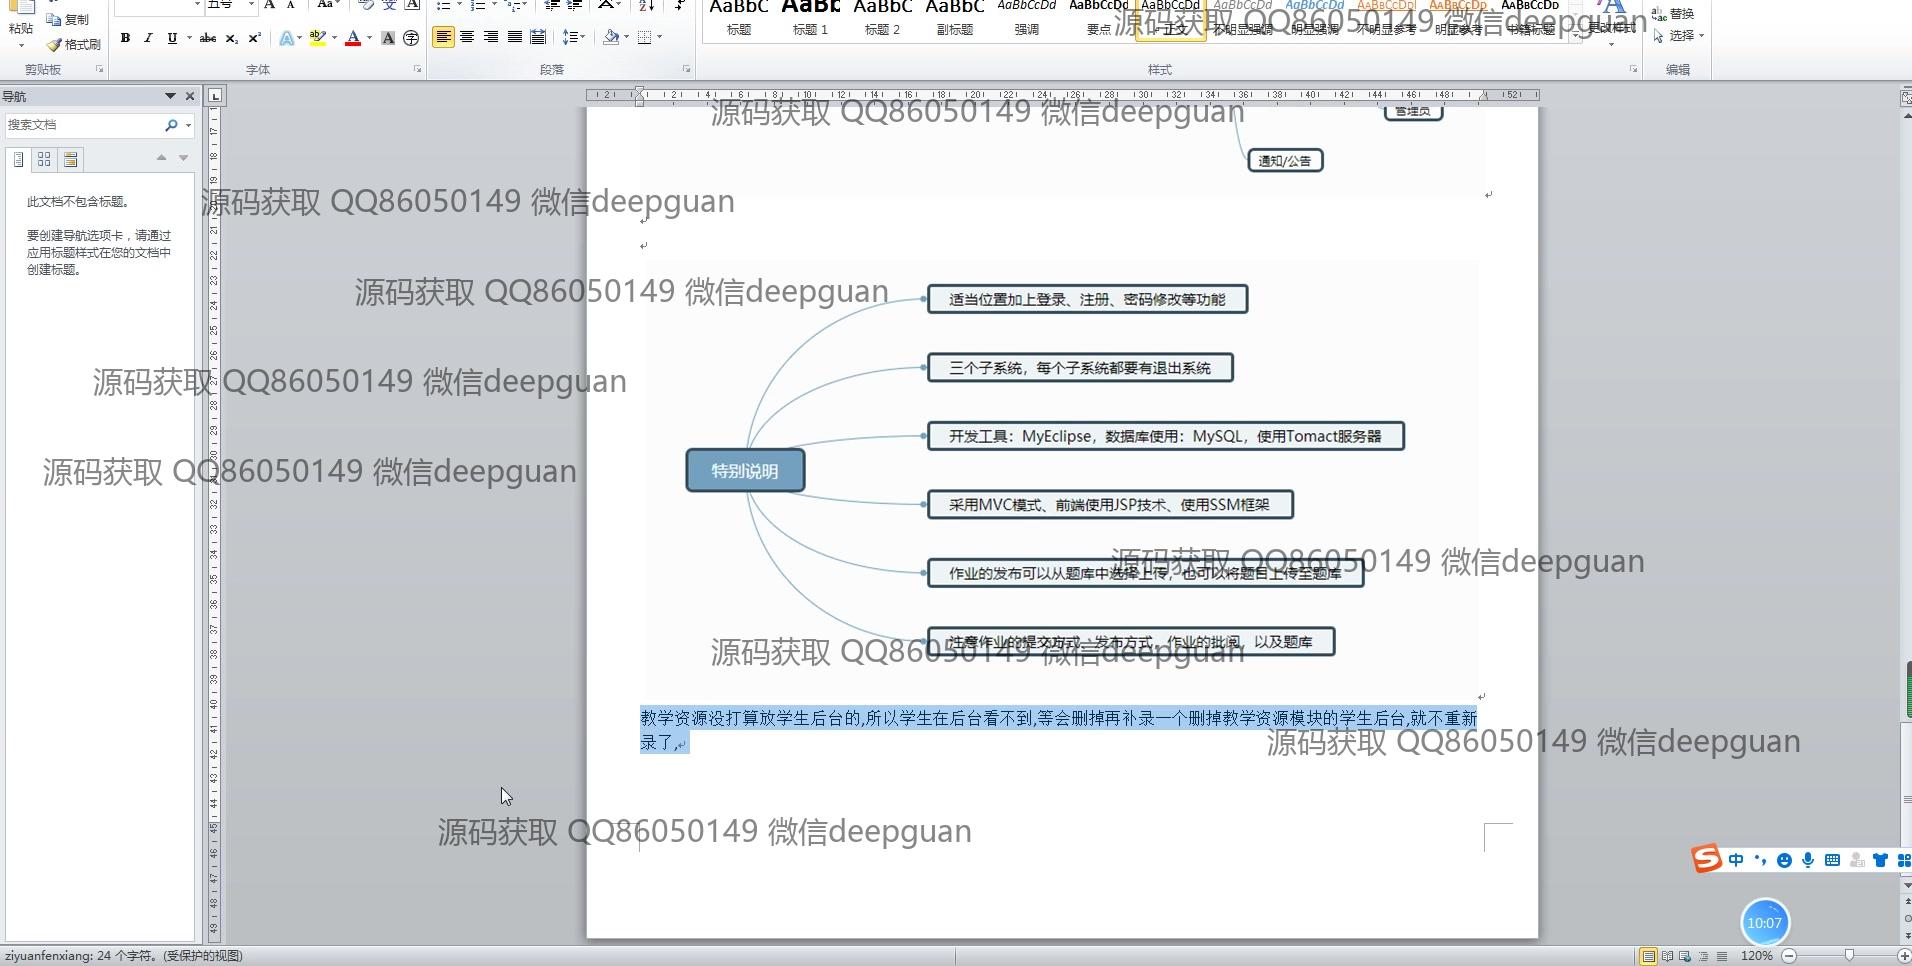 粘贴
复制
格式刷
剪贴板
五号
字体
段落
AaBbC AaBb AaBbC AaBbC AaBbCcDd AaBbCcDd AaBbCcDd AaBbCcDd AaBbCcDd AaBbCcDd AaBbCcDd AaBbCcDd
标题 标题 1 标题 2 副标题 强调 要点 正文 不明显强调 明显强调 不明显参考 明显参考 书籍标题
更改样式
样式
替换
选择
编辑
源码获取 QQ86050149 微信deepguan
导航
搜索文档
此文档不包含标题。
要创建导航选项卡，请通过
应用标题样式在您的文档中
创建标题。
源码获取 QQ86050149 微信deepguan
管理员
通知/公告
源码获取 QQ86050149 微信deepguan
源码获取 QQ86050149 微信deepguan
适当位置加上登录、注册、密码修改等功能
三个子系统，每个子系统都要有退出系统
源码获取 QQ86050149 微信deepguan
开发工具：MyEclipse，数据库使用：MySQL，使用Tomact服务器
特别说明
源码获取 QQ86050149 微信deepguan
采用MVC模式、前端使用JSP技术、使用SSM框架
源码获取 QQ86050149 微信deepguan
作业的发布可以从题库中选择上传，也可以将题目上传至题库
注意作业的提交方式、发布方式，作业的批阅，以及题库
源码获取 QQ86050149 微信deepguan
教学资源没打算放学生后台的,所以学生在后台看不到,等会删掉再补录一个删掉教学资源模块的学生后台,就不重新
录了,
源码获取 QQ86050149 微信deepguan
源码获取 QQ86050149 微信deepguan
中
10:07
ziyuanfenxiang: 24 个字符。(受保护的视图)
120%